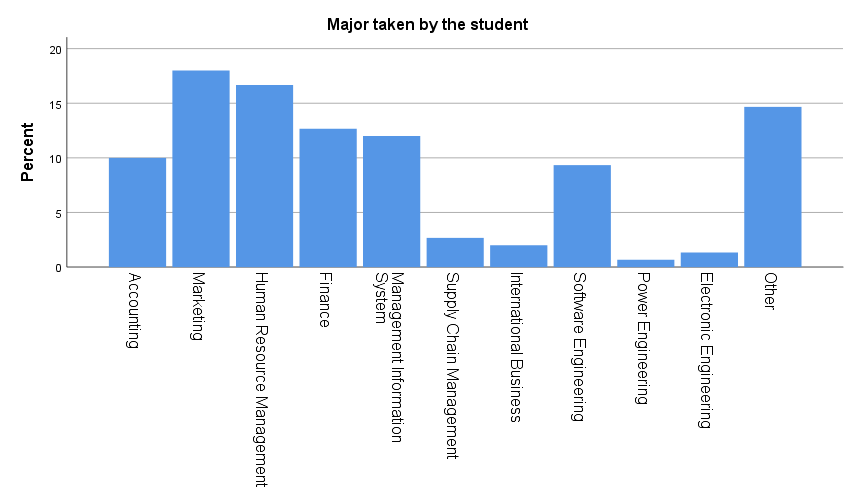 Major taken by the student
Percent
20
15
10
5
0
Accounting
Marketing
Human Resource Management
Finance
Management Information
System
Supply Chain Management
International Business
Software Engineering
Power Engineering
Electronic Engineering
Other